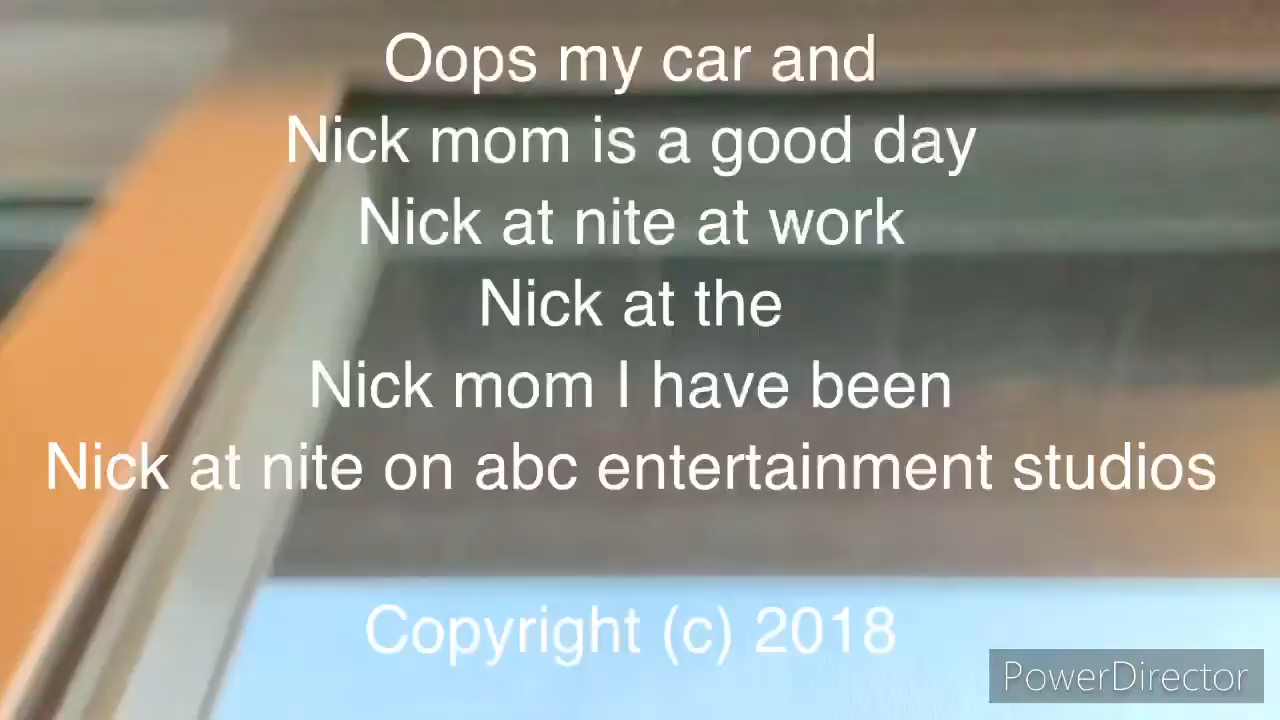 Oops my car and
Nick mom is a good day
Nick at nite at work
Nick at the
Nick mom I have been
Nick at nite on abc entertainment studios
Copyright (c) 2018
PowerDirector